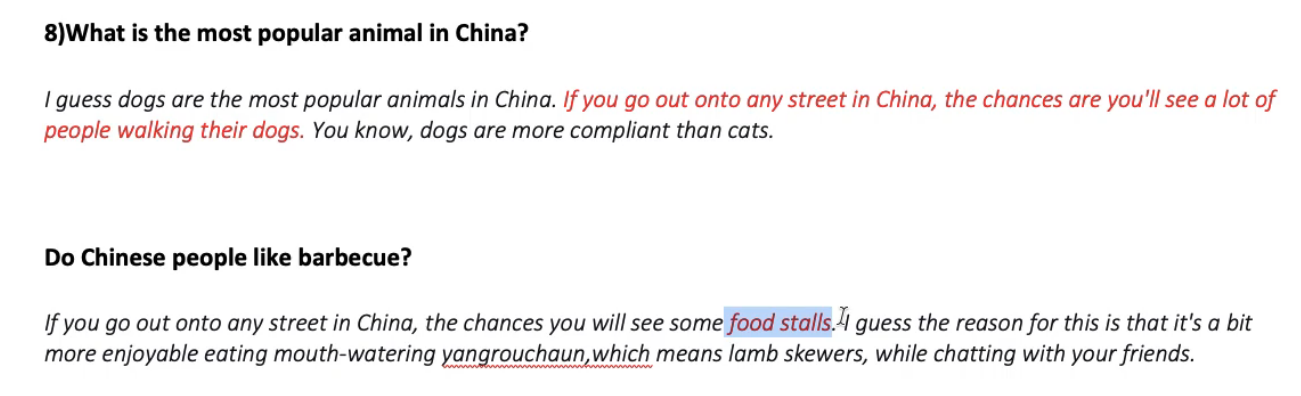 8)What is the most popular animal in China?
I guess dogs are the most popular animals in China. If you go out onto any street in China, the chances are you'll see a lot of
people walking their dogs. You know, dogs are more compliant than cats.
Do Chinese people like barbecue?
If you go out onto any street in China, the chances you will see some food stalls. I guess the reason for this is that it's a bit
more enjoyable eating mouth-watering yangrouchaun,which means lamb skewers, while chatting with your friends.